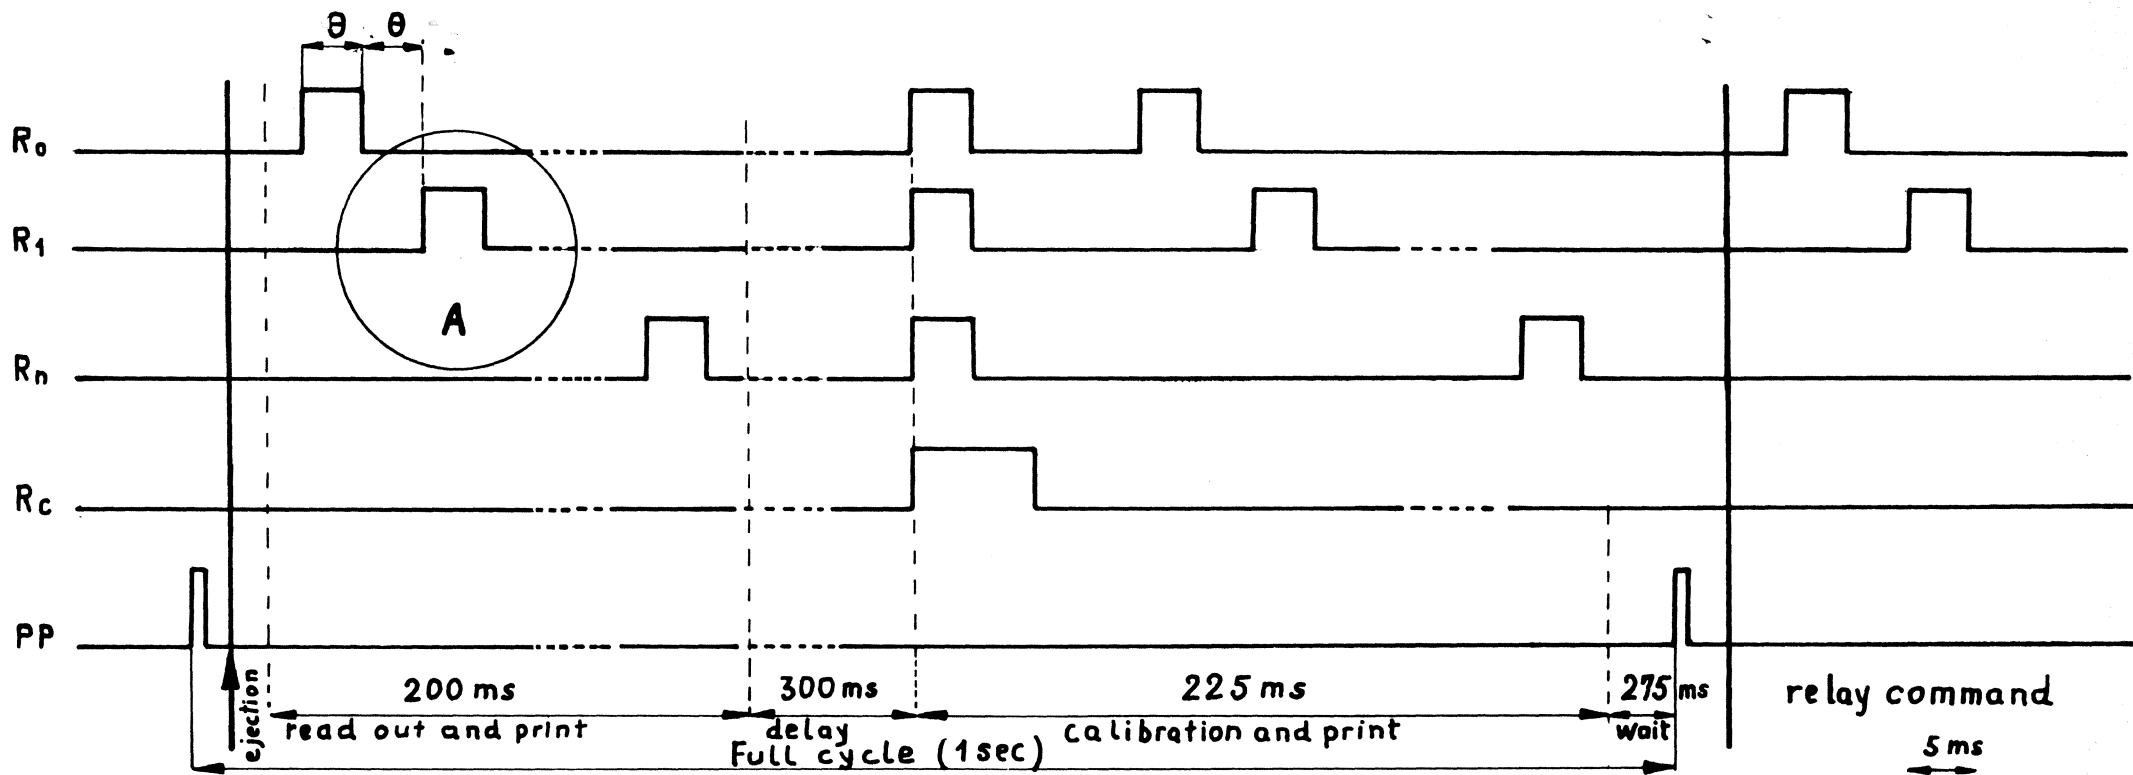 θ θ
R₀
R₁
A
Rn
Rc
PP
ejection
200 ms
300 ms
225 ms
275 ms
relay command
read out and print
delay
calibration and print
wait
Full cycle (1 sec)
5 ms